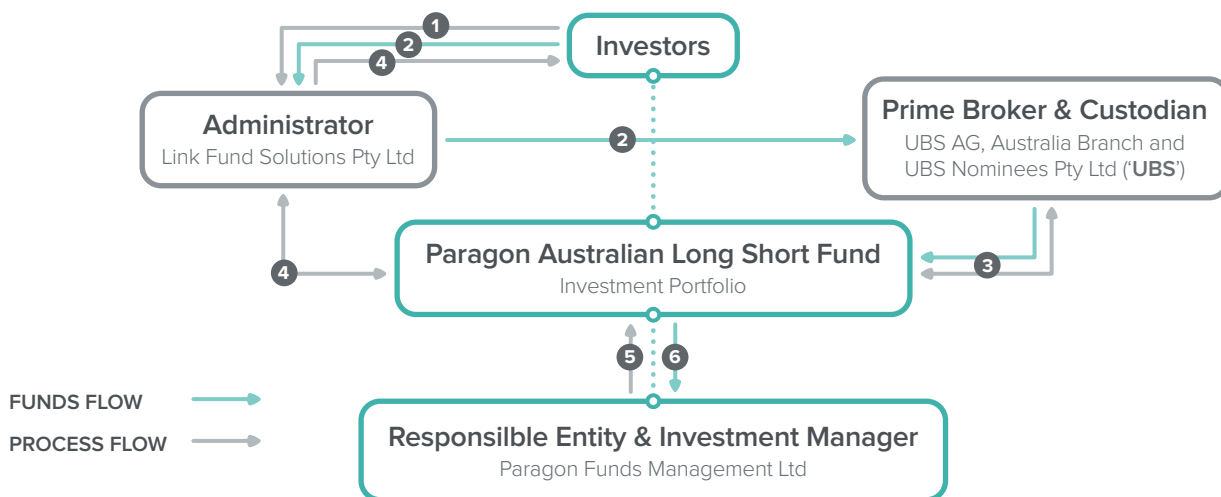 1
2
4
Investors
Administrator
Link Fund Solutions Pty Ltd
2
Prime Broker & Custodian
UBS AG, Australia Branch and
UBS Nominees Pty Ltd (‘UBS’)
Paragon Australian Long Short Fund
Investment Portfolio
4
3
5
6
FUNDS FLOW
PROCESS FLOW
Responsilble Entity & Investment Manager
Paragon Funds Management Ltd